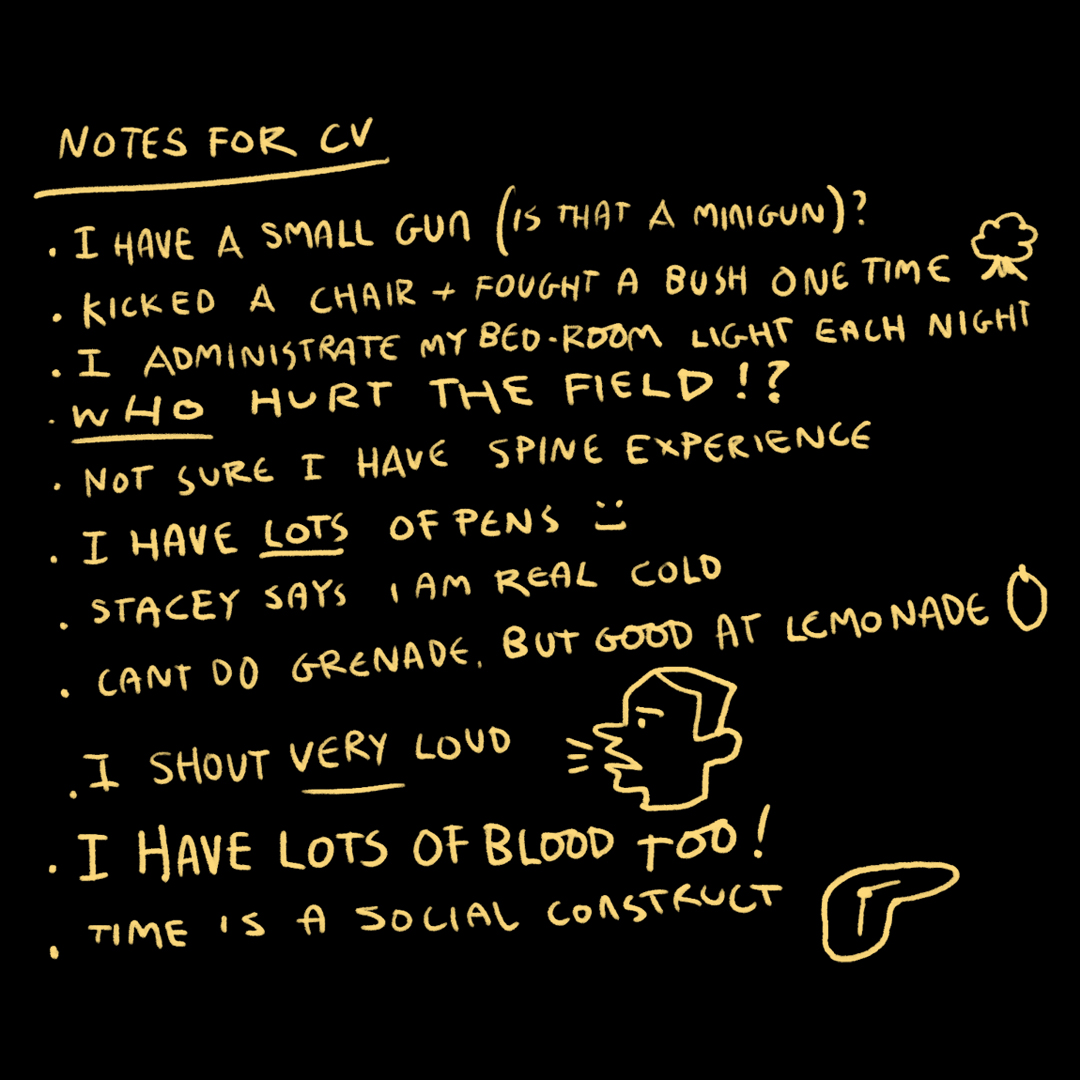 NOTES FOR CV
· I HAVE A SMALL GUN (IS THAT A MINIGUN)?
· KICKED A CHAIR + FOUGHT A BUSH ONE TIME
· I ADMINISTRATE MY BED-ROOM LIGHT EACH NIGHT
· WHO HURT THE FIELD!?
· NOT SURE I HAVE SPINE EXPERIENCE
· I HAVE LOTS OF PENS :)
· STACEY SAYS I AM REAL COLD
· CANT DO GRENADE, BUT GOOD AT LEMONADE
· I SHOUT VERY LOUD
· I HAVE LOTS OF BLOOD TOO!
· TIME IS A SOCIAL CONSTRUCT